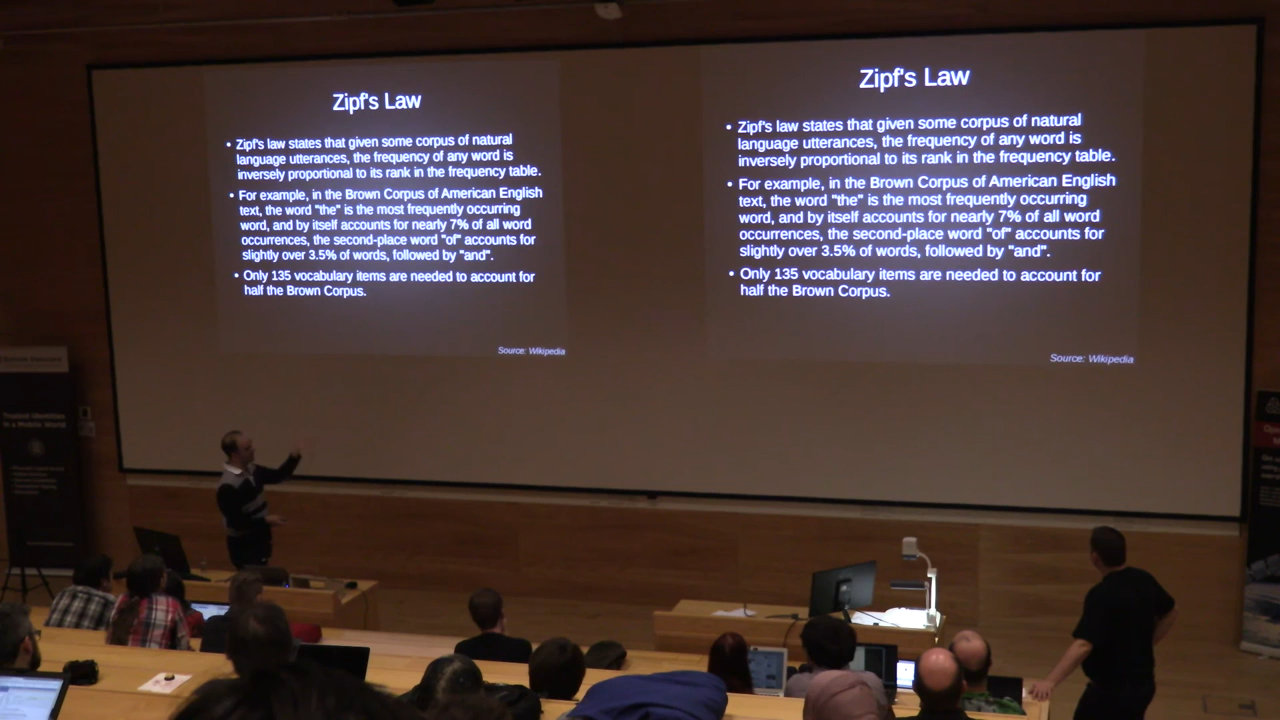 Zipf's Law
• Zipf's law states that given some corpus of natural
language utterances, the frequency of any word is
inversely proportional to its rank in the frequency table.
• For example, in the Brown Corpus of American English
text, the word "the" is the most frequently occurring
word, and by itself accounts for nearly 7% of all word
occurrences, the second-place word "of" accounts for
slightly over 3.5% of words, followed by "and".
• Only 135 vocabulary items are needed to account for
half the Brown Corpus.
Source: Wikipedia
Zipf's Law
• Zipf's law states that given some corpus of natural
language utterances, the frequency of any word is
inversely proportional to its rank in the frequency table.
• For example, in the Brown Corpus of American English
text, the word "the" is the most frequently occurring
word, and by itself accounts for nearly 7% of all word
occurrences, the second-place word "of" accounts for
slightly over 3.5% of words, followed by "and".
• Only 135 vocabulary items are needed to account for
half the Brown Corpus.
Source: Wikipedia
Trusted Identities
in a Mobile World